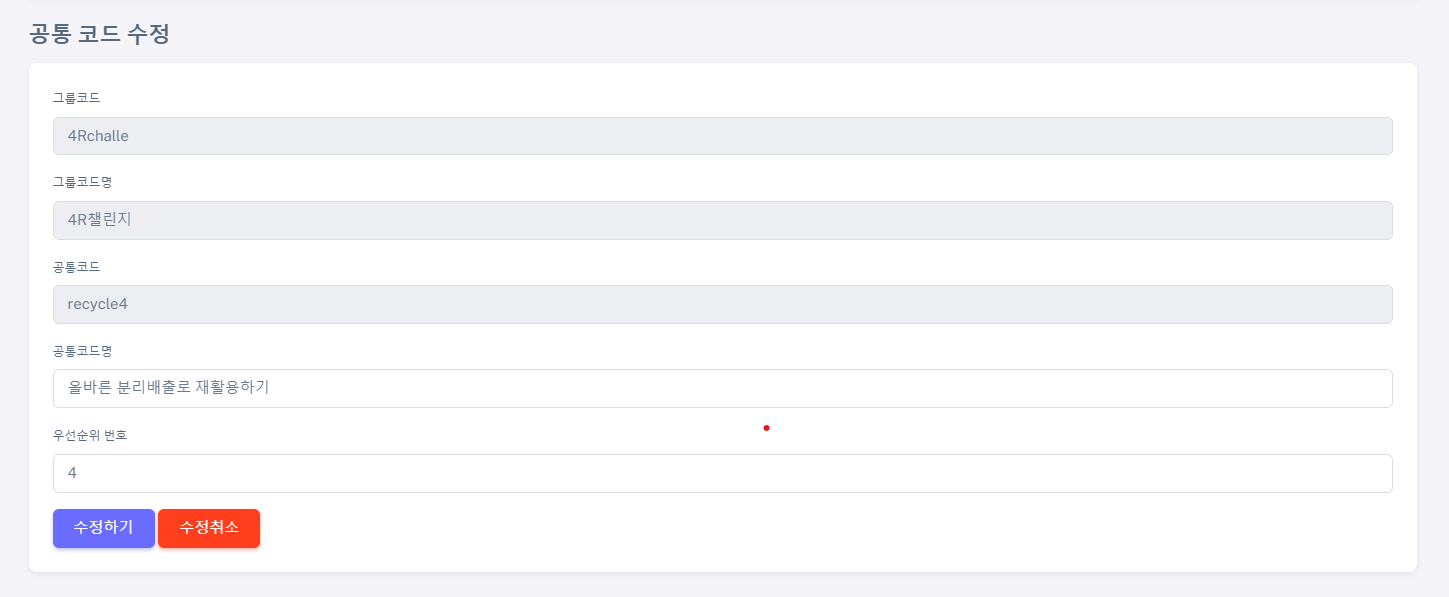 공통 코드 수정
그룹코드
4Rchalle
그룹코드명
4R챌린지
공통코드
recycle4
공통코드명
올바른 분리배출로 재활용하기
우선순위 번호
4
수정하기 수정취소